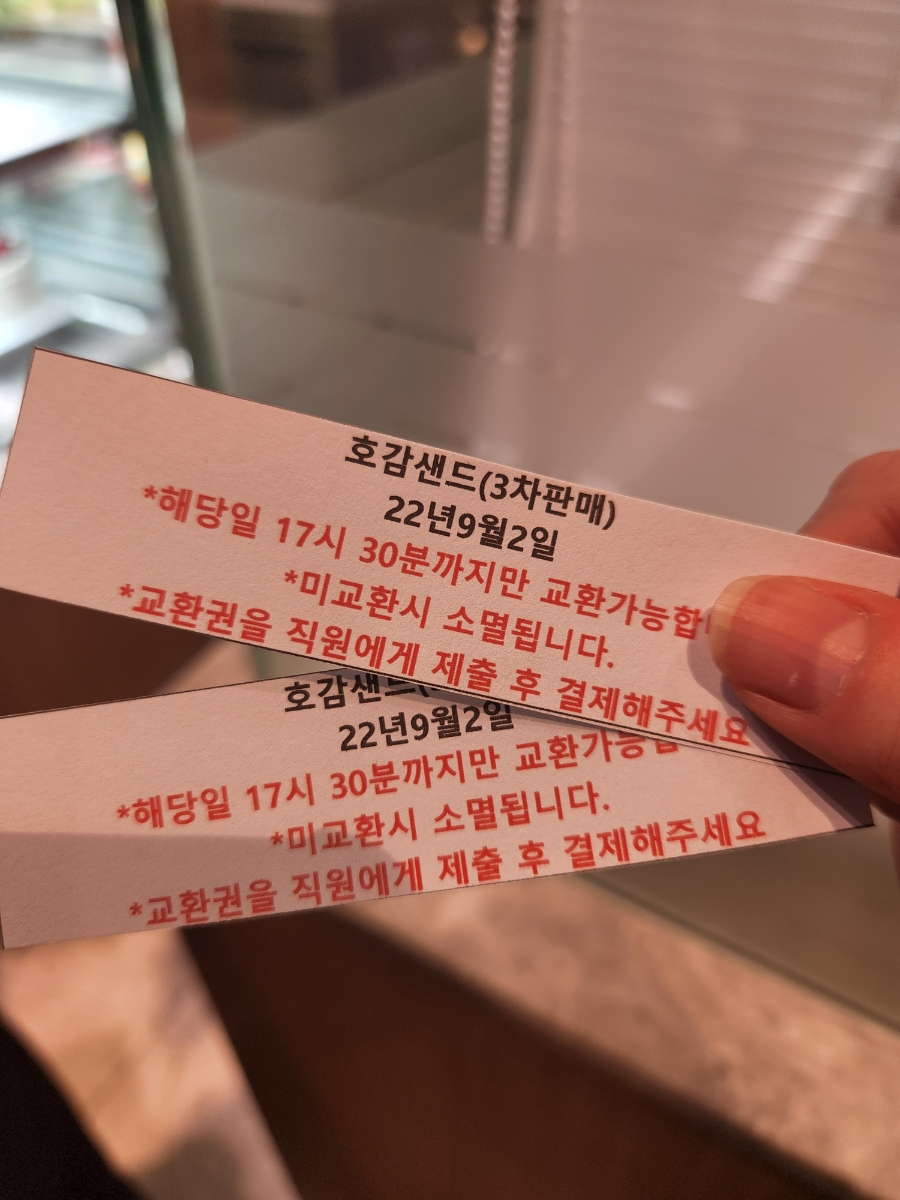 호감샌드(3차판매)
22년9월2일
*해당일 17시 30분까지만 교환가능합
*미교환시 소멸됩니다.
*교환권을 직원에게 제출 후 결제해주세요
호감샌드(
22년9월2일
*해당일 17시 30분까지만 교환가능합
*미교환시 소멸됩니다.
*교환권을 직원에게 제출 후 결제해주세요